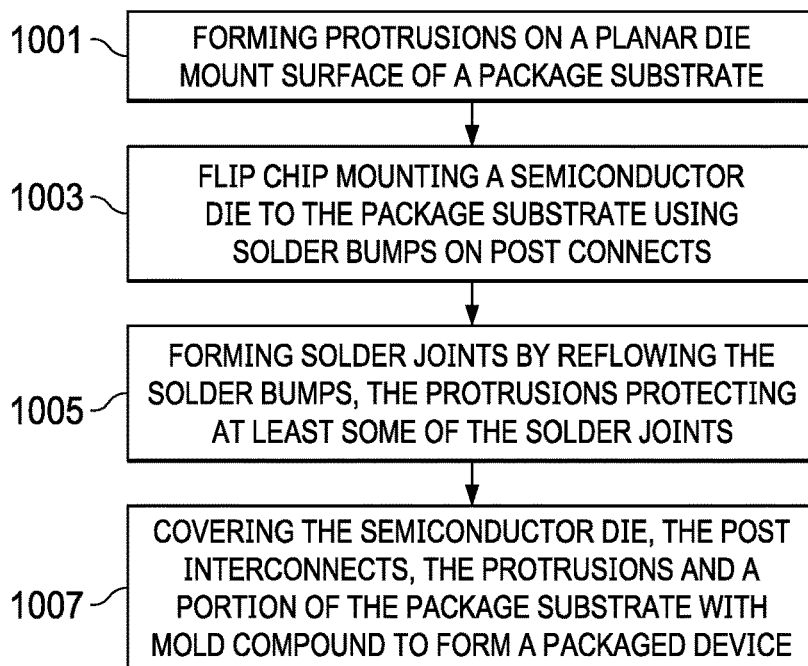 1001
FORMING PROTRUSIONS ON A PLANAR DIE
MOUNT SURFACE OF A PACKAGE SUBSTRATE
1003
FLIP CHIP MOUNTING A SEMICONDUCTOR
DIE TO THE PACKAGE SUBSTRATE USING
SOLDER BUMPS ON POST CONNECTS
1005
FORMING SOLDER JOINTS BY REFLOWING THE
SOLDER BUMPS, THE PROTRUSIONS PROTECTING
AT LEAST SOME OF THE SOLDER JOINTS
1007
COVERING THE SEMICONDUCTOR DIE, THE POST
INTERCONNECTS, THE PROTRUSIONS AND A
PORTION OF THE PACKAGE SUBSTRATE WITH
MOLD COMPOUND TO FORM A PACKAGED DEVICE